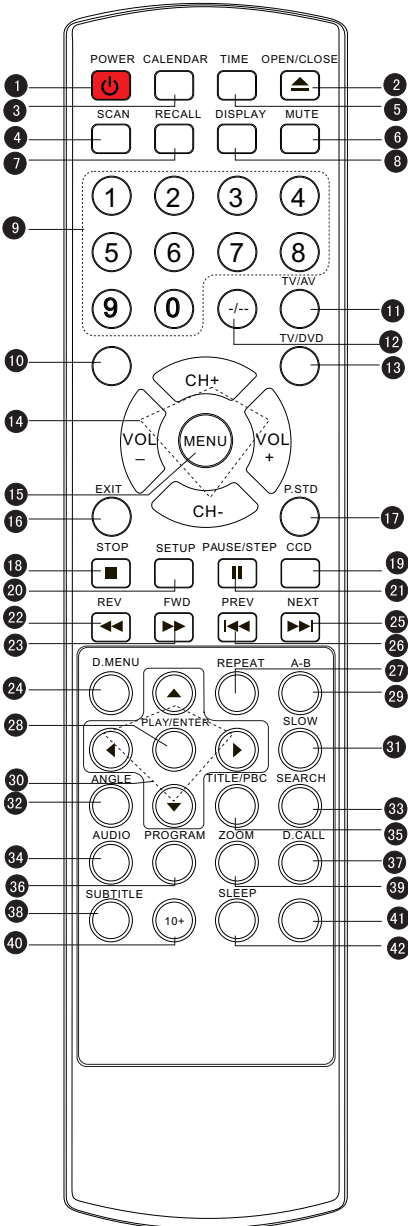 POWER CALENDAR TIME OPEN/CLOSE
1 2
3 5
SCAN RECALL DISPLAY MUTE
4 6
7 8
1 2 3 4
9
5 6 7 8
TV/AV
9 0 -/-- 11
12
TV/DVD
10 13
CH+
14
VOL – MENU VOL +
15
EXIT P.STD
CH-
16 17
STOP SETUP PAUSE/STEP CCD
18 19
20 21
REV FWD PREV NEXT
22 25
23 26
D.MENU REPEAT A-B
27
24 29
PLAY/ENTER SLOW
28
31
30
ANGLE TITLE/PBC SEARCH
32 33
35
AUDIO PROGRAM ZOOM D.CALL
34 37
36 39
SUBTITLE SLEEP
38
10+ 41
40 42